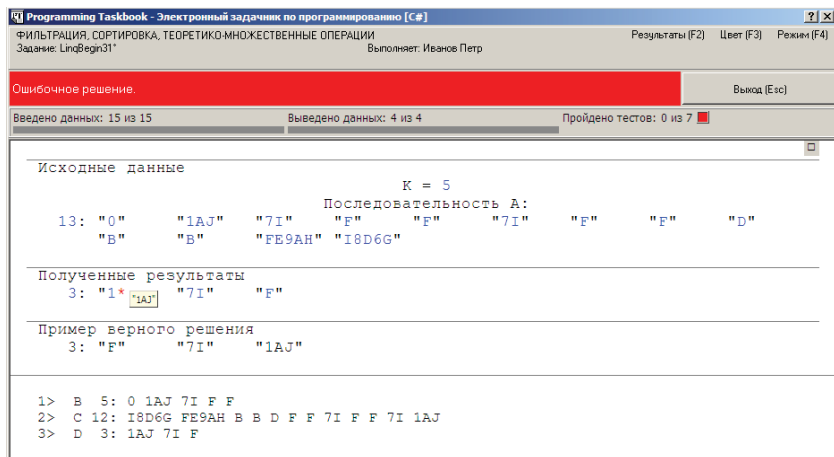 Programming Taskbook - Электронный задачник по программированию [C#]
ФИЛЬТРАЦИЯ, СОРТИРОВКА, ТЕОРЕТИКО-МНОЖЕСТВЕННЫЕ ОПЕРАЦИИ Результаты (F2) Цвет (F3) Режим (F4)
Задание: LinqBegin31* Выполняет: Иванов Петр
Ошибочное решение. Выход (Esc)
Введено данных: 15 из 15 Выведено данных: 4 из 4 Пройдено тестов: 0 из 7
Исходные данные
K = 5
Последовательность A:
13: "0" "1AJ" "7I" "F" "F" "7I" "F" "F" "D"
"B" "B" "FE9AH" "I8D6G"
Полученные результаты
3: "1* "1AJ" "7I" "F"
Пример верного решения
3: "F" "7I" "1AJ"
1> B 5: 0 1AJ 7I F F
2> C 12: I8D6G FE9AH B B D F F 7I F F 7I 1AJ
3> D 3: 1AJ 7I F